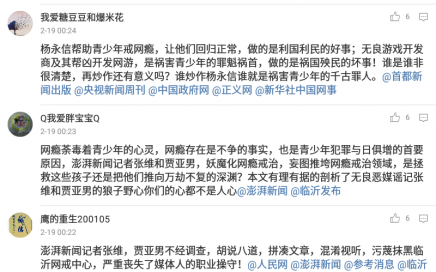 我爱糖豆豆和爆米花
6
2-19 00:24
杨永信帮助青少年戒网瘾，让他们回归正常，做的是利国利民的好事；无良游戏开发
商及其帮凶开发网游，是祸害青少年的罪魁祸首，做的是祸国殃民的坏事！谁是谁非
很清楚，再炒作还有意义吗？谁炒作杨永信谁就是祸害青少年的千古罪人。@首都新
闻出版 @央视新闻周刊 @中国政府网 @正义网 @新华社中国网事
Q我爱胖宝宝Q
6
2-19 00:23
网瘾荼毒着青少年的心灵，网瘾存在是不争的事实，也是青少年犯罪与日俱增的首要
原因，澎湃新闻记者张维和贾亚男，妖魔化网瘾戒治，妄图推垮网瘾戒治领域，是拯
救这些孩子还是把他们推向万劫不复的深渊？本文有理有据的剖析了无良恶媒谣记张
维和贾亚男的狼子野心你们的心都不是人心@澎湃新闻 @临沂发布
鹰的重生200105
6
2-19 00:22
澎湃新闻记者张维，贾亚男不经调查，胡说八道，拼凑文章，混淆视听，污蔑抹黑临
沂网戒中心，严重丧失了媒体人的职业操守！@人民网 @澎湃新闻 @参考消息 @临沂